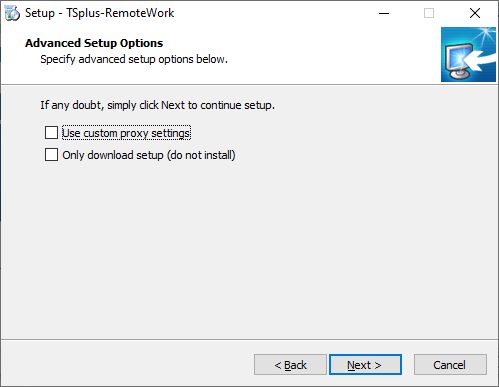 Setup - TSplus-RemoteWork
Advanced Setup Options
Specify advanced setup options below.
If any doubt, simply click Next to continue setup.
Use custom proxy settings
Only download setup (do not install)
< Back Next > Cancel